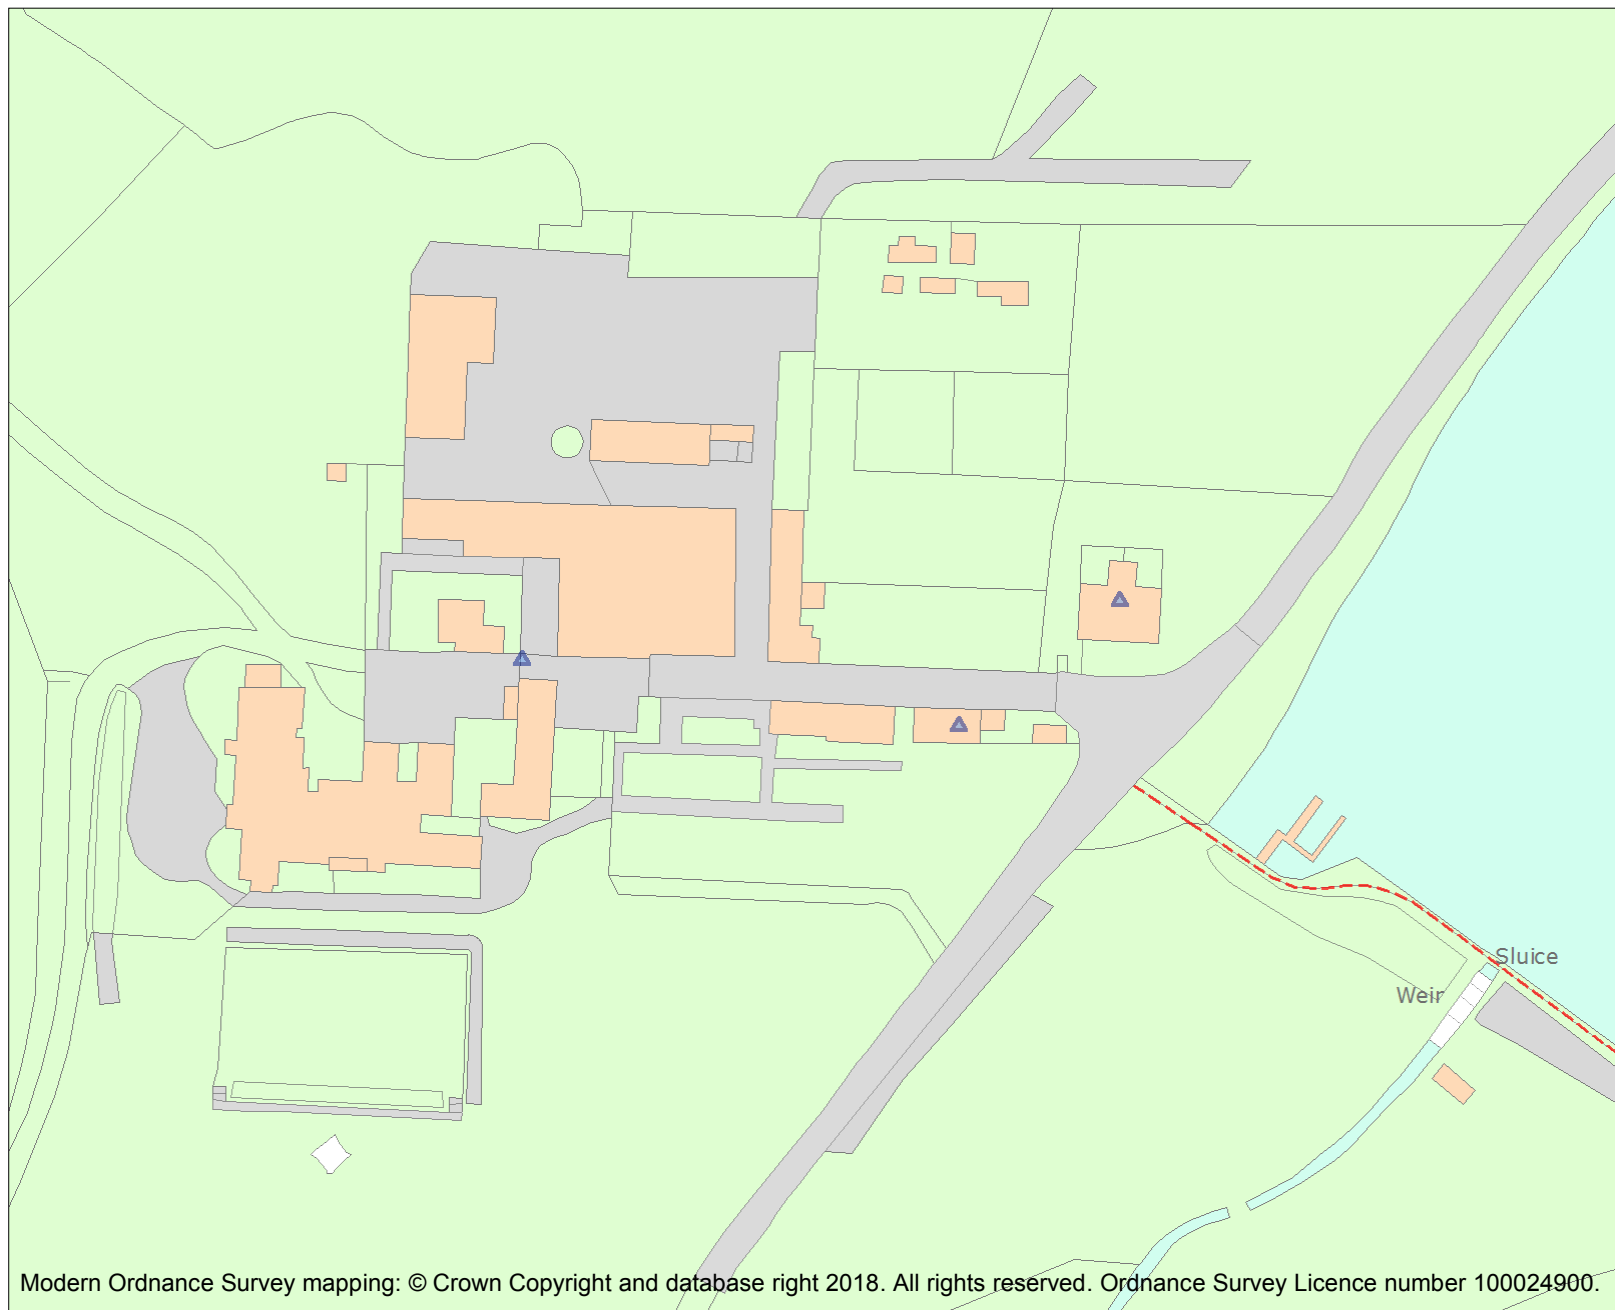 Sluice
Weir
Modern Ordnance Survey mapping: © Crown Copyright and database right 2018. All rights reserved. Ordnance Survey Licence number 100024900.